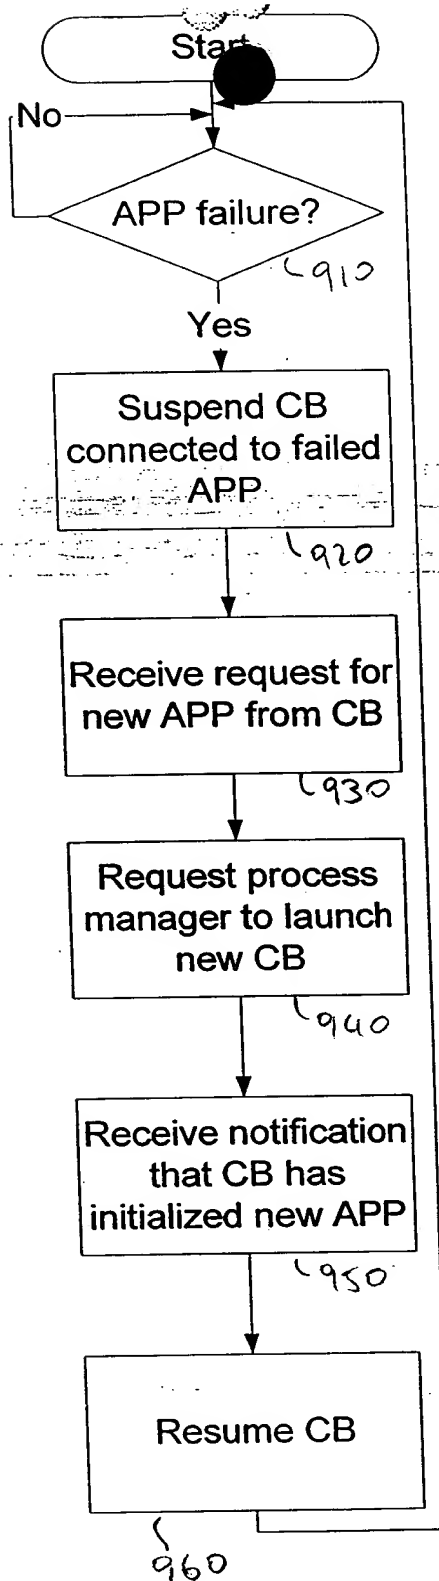 Start
No
APP failure?
910
Yes
Suspend CB
connected to failed
APP
920
Receive request for
new APP from CB
930
Request process
manager to launch
new CB
940
Receive notification
that CB has
initialized new APP
950
Resume CB
960